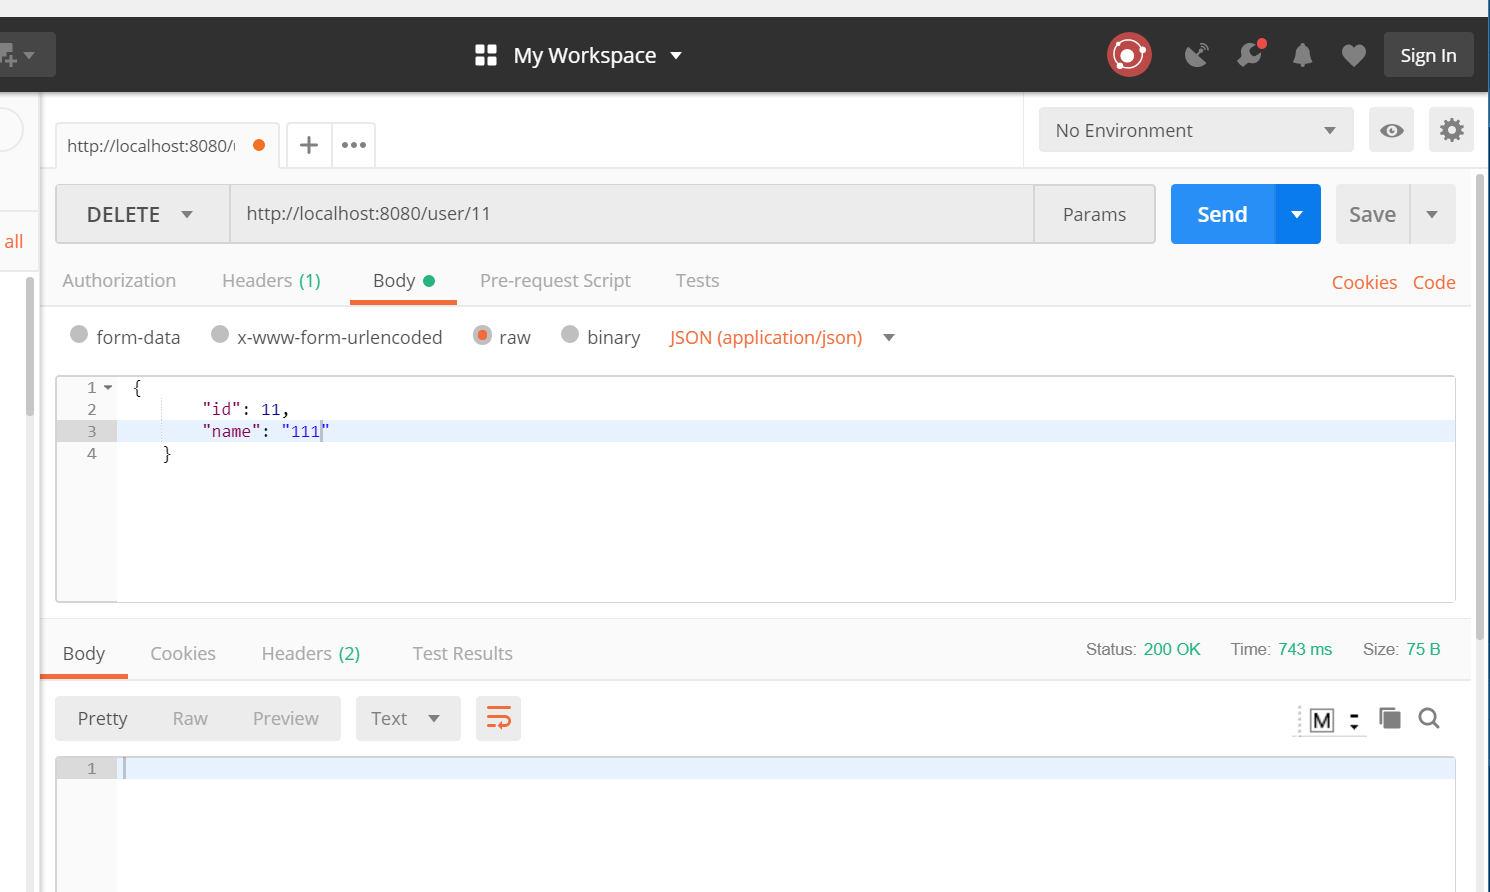 My Workspace
Sign In
http://localhost:8080/u
No Environment
all
DELETE
http://localhost:8080/user/11
Params
Send
Save
Authorization
Headers (1)
Body
Pre-request Script
Tests
Cookies
Code
form-data
x-www-form-urlencoded
raw
binary
JSON (application/json)
1 {
2 "id": 11,
3 "name": "111"
4 }
Body
Cookies
Headers (2)
Test Results
Status: 200 OK
Time: 743 ms
Size: 75 B
Pretty
Raw
Preview
Text
M
1